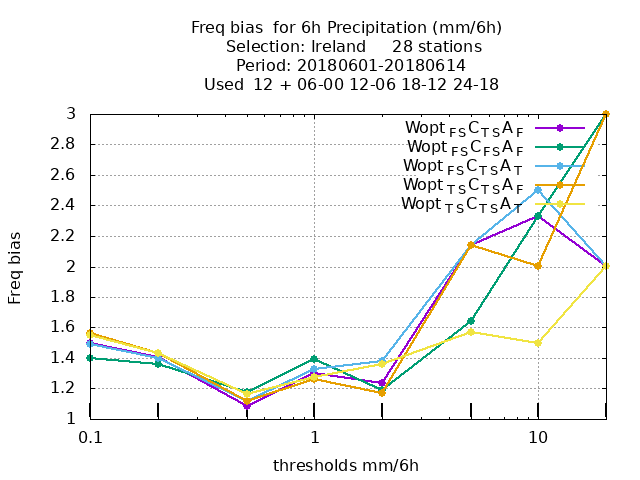 Freq bias  for 6h Precipitation (mm/6h)
Selection: Ireland     28 stations
Period: 20180601-20180614
Used  12 + 06-00 12-06 18-12 24-18
Freq bias
3
2.8
2.6
2.4
2.2
2
1.8
1.6
1.4
1.2
1
Wopt FS C TS A F
Wopt FS C FS A F
Wopt FS C TS A T
Wopt TS C TS A F
Wopt TS C TS A T
0.1 1 10
thresholds mm/6h